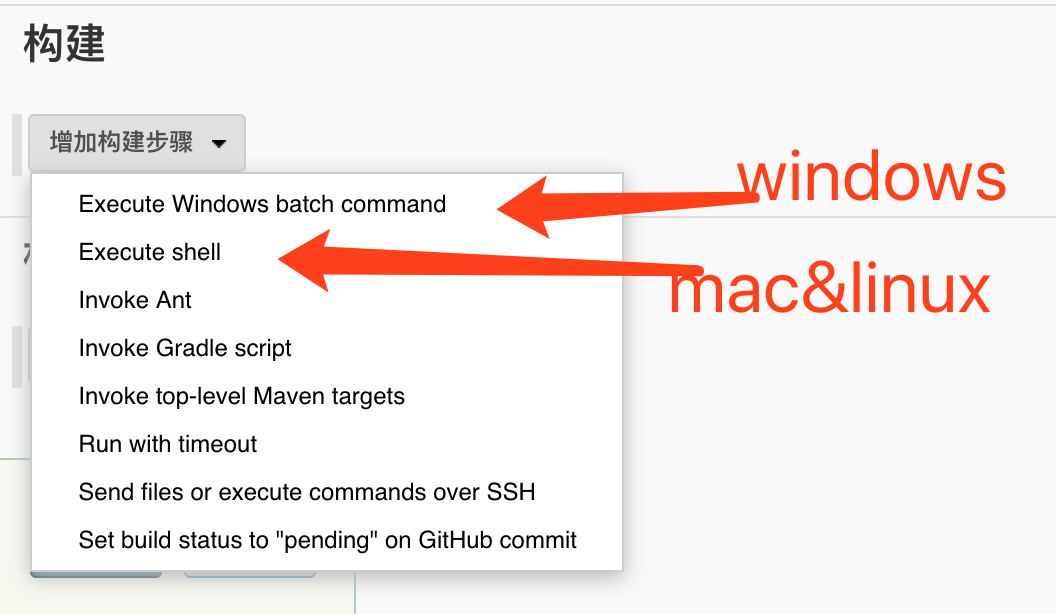 构建
增加构建步骤
windows
Execute Windows batch command
Execute shell
mac&linux
Invoke Ant
Invoke Gradle script
Invoke top-level Maven targets
Run with timeout
Send files or execute commands over SSH
Set build status to "pending" on GitHub commit